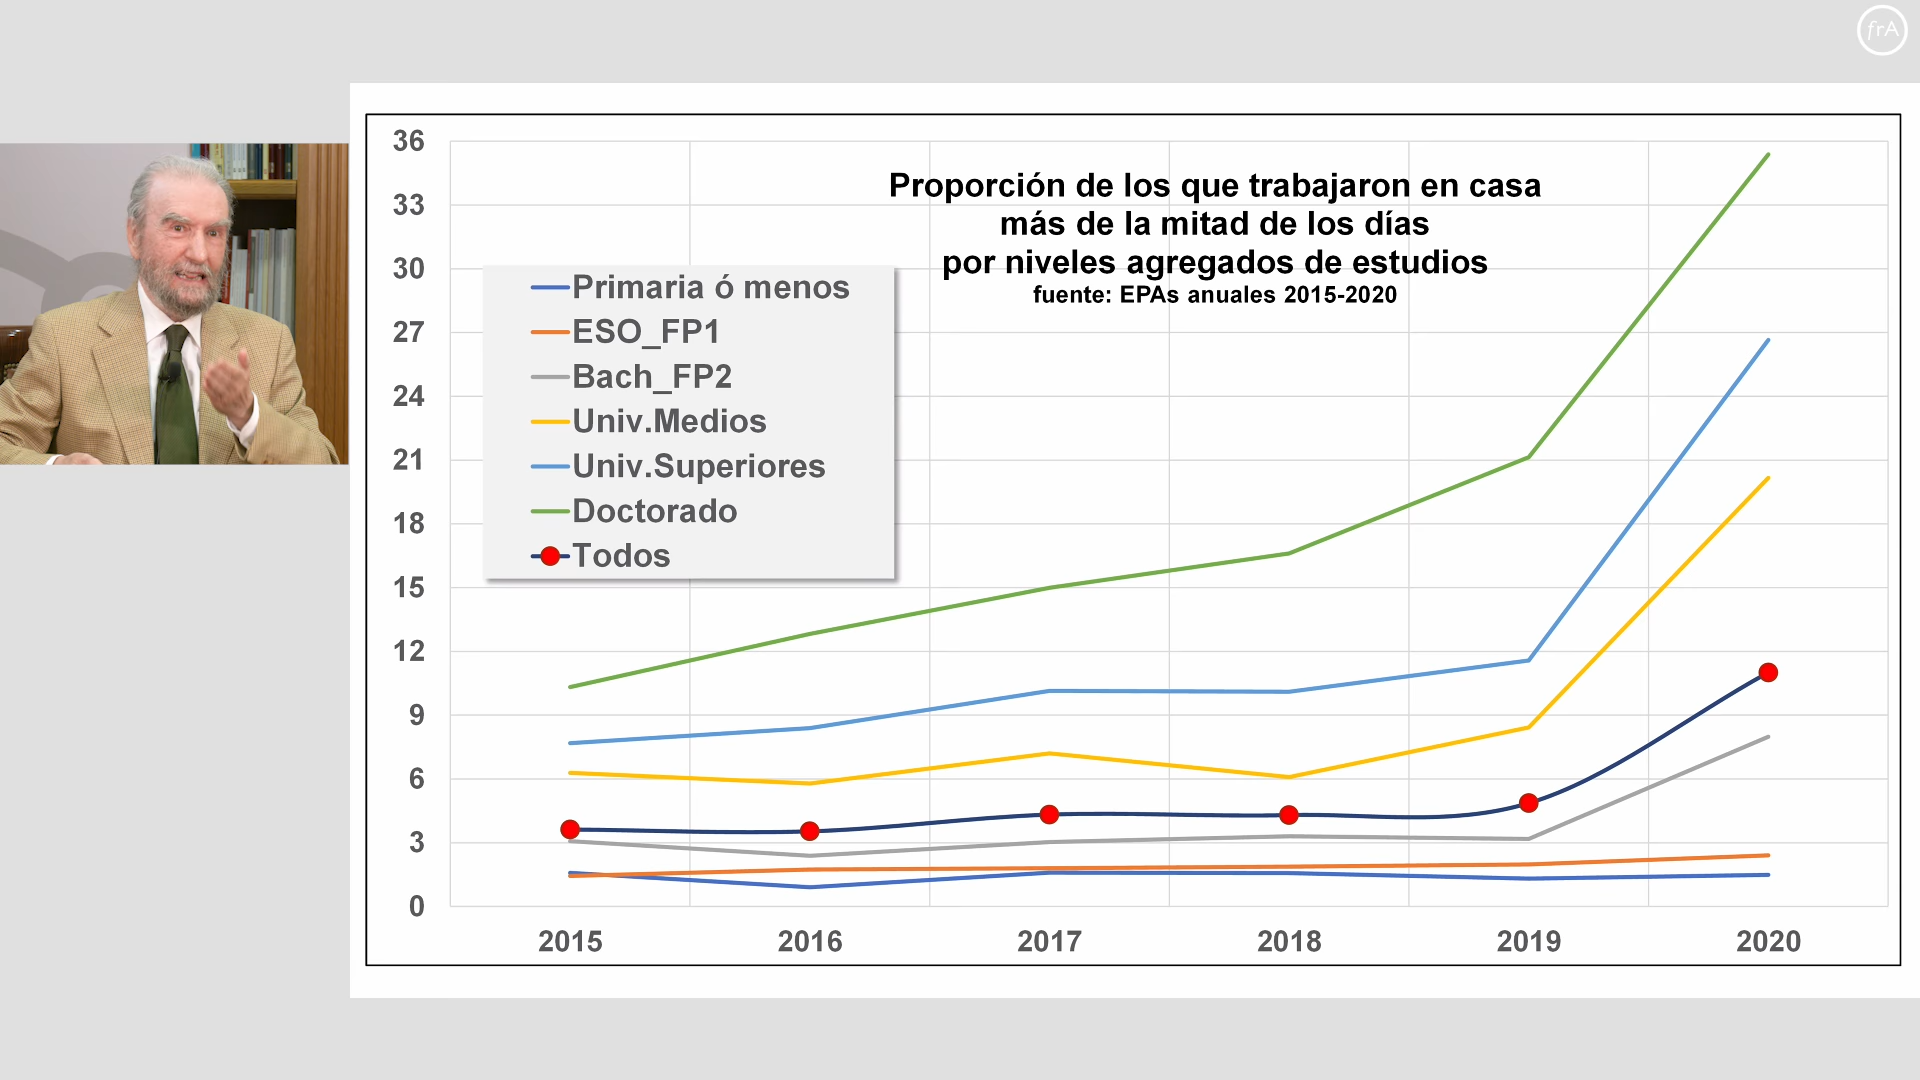 frA
36
33
30
27
24
21
18
15
12
9
6
3
0
Proporción de los que trabajaron en casa
más de la mitad de los días
por niveles agregados de estudios
fuente: EPAs anuales 2015-2020
Primaria ó menos
ESO_FP1
Bach_FP2
Univ.Medios
Univ.Superiores
Doctorado
Todos
2015 2016 2017 2018 2019 2020